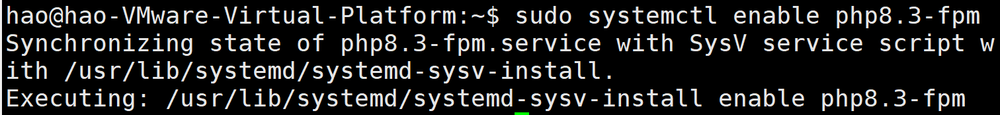 hao@hao-VMware-Virtual-Platform:~$ sudo systemctl enable php8.3-fpm
Synchronizing state of php8.3-fpm.service with SysV service script w
ith /usr/lib/systemd/systemd-sysv-install.
Executing: /usr/lib/systemd/systemd-sysv-install enable php8.3-fpm